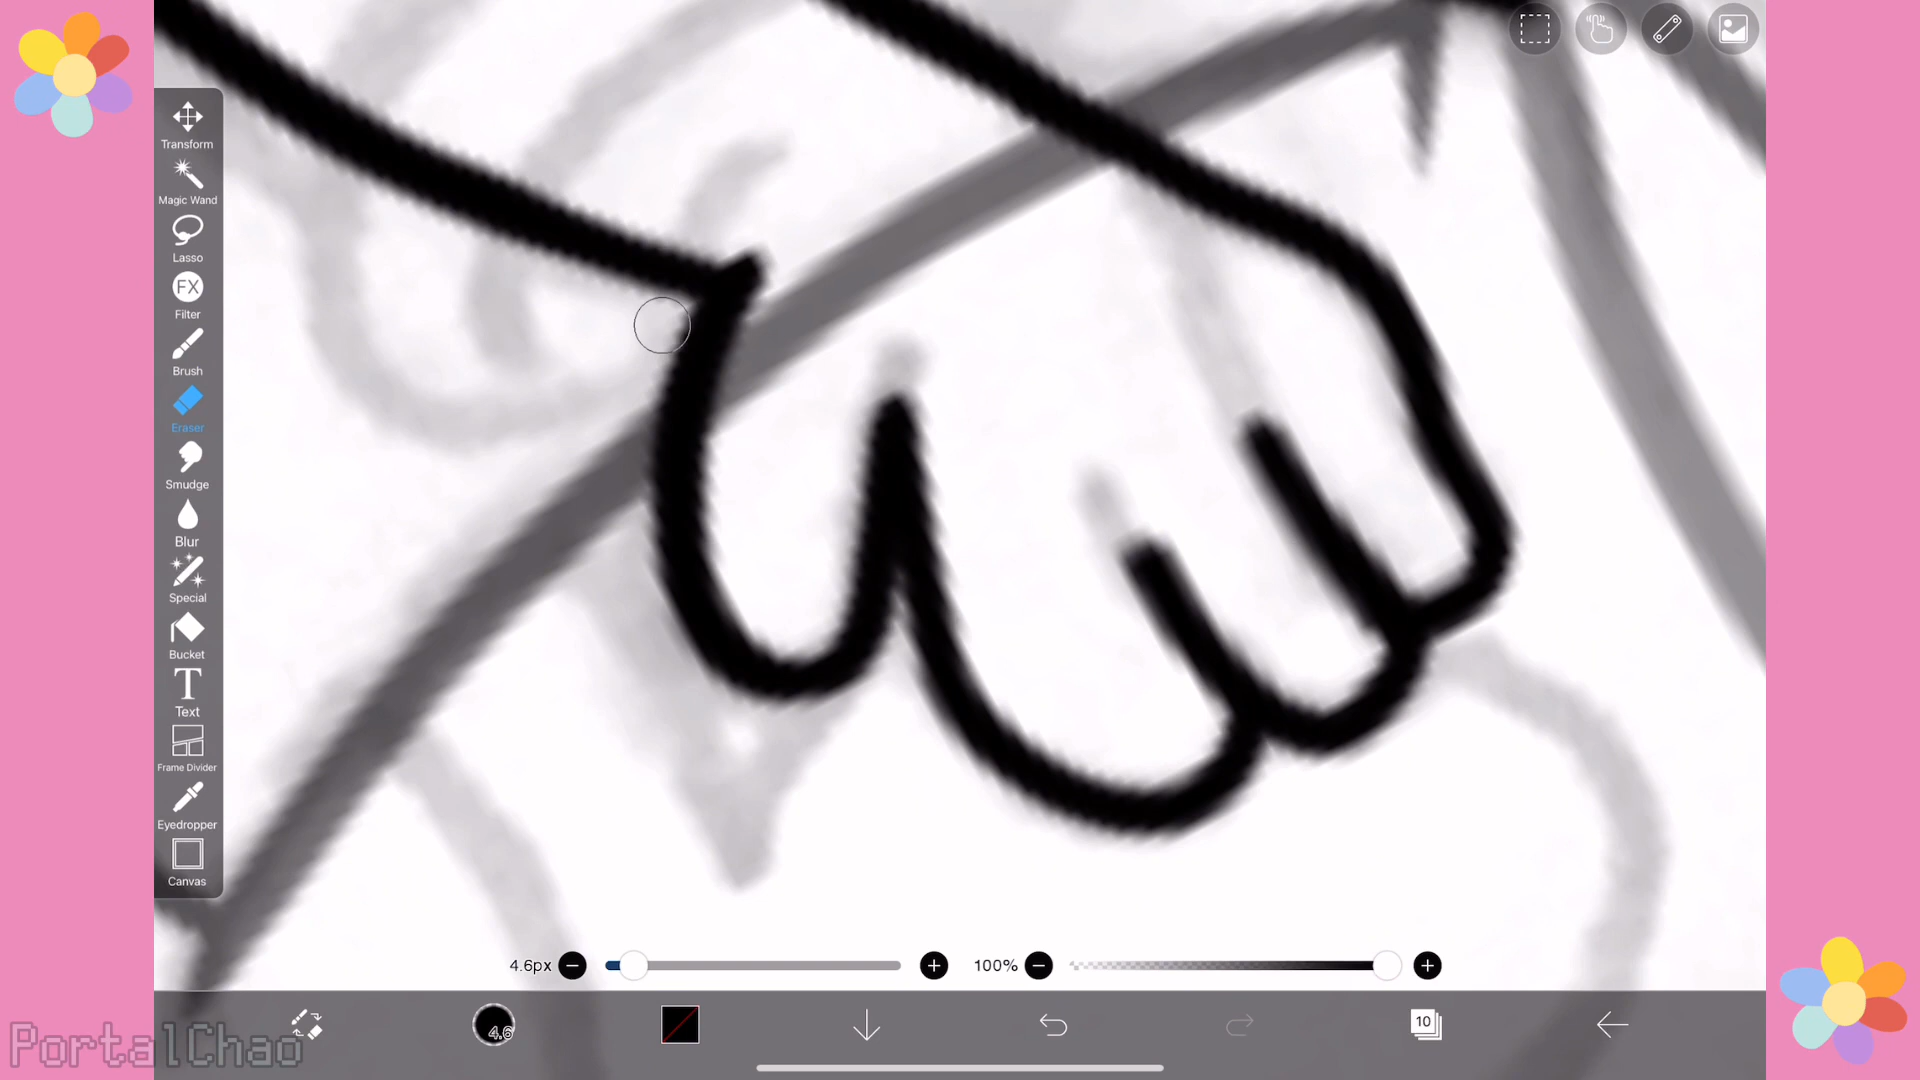 Transform
Magic Wand
Lasso
FX
Filter
Brush
Eraser
Smudge
Blur
Special
Bucket
T
Text
Frame Divider
Eyedropper
Canvas
4.6px
100%
4.6
10
PortalChao